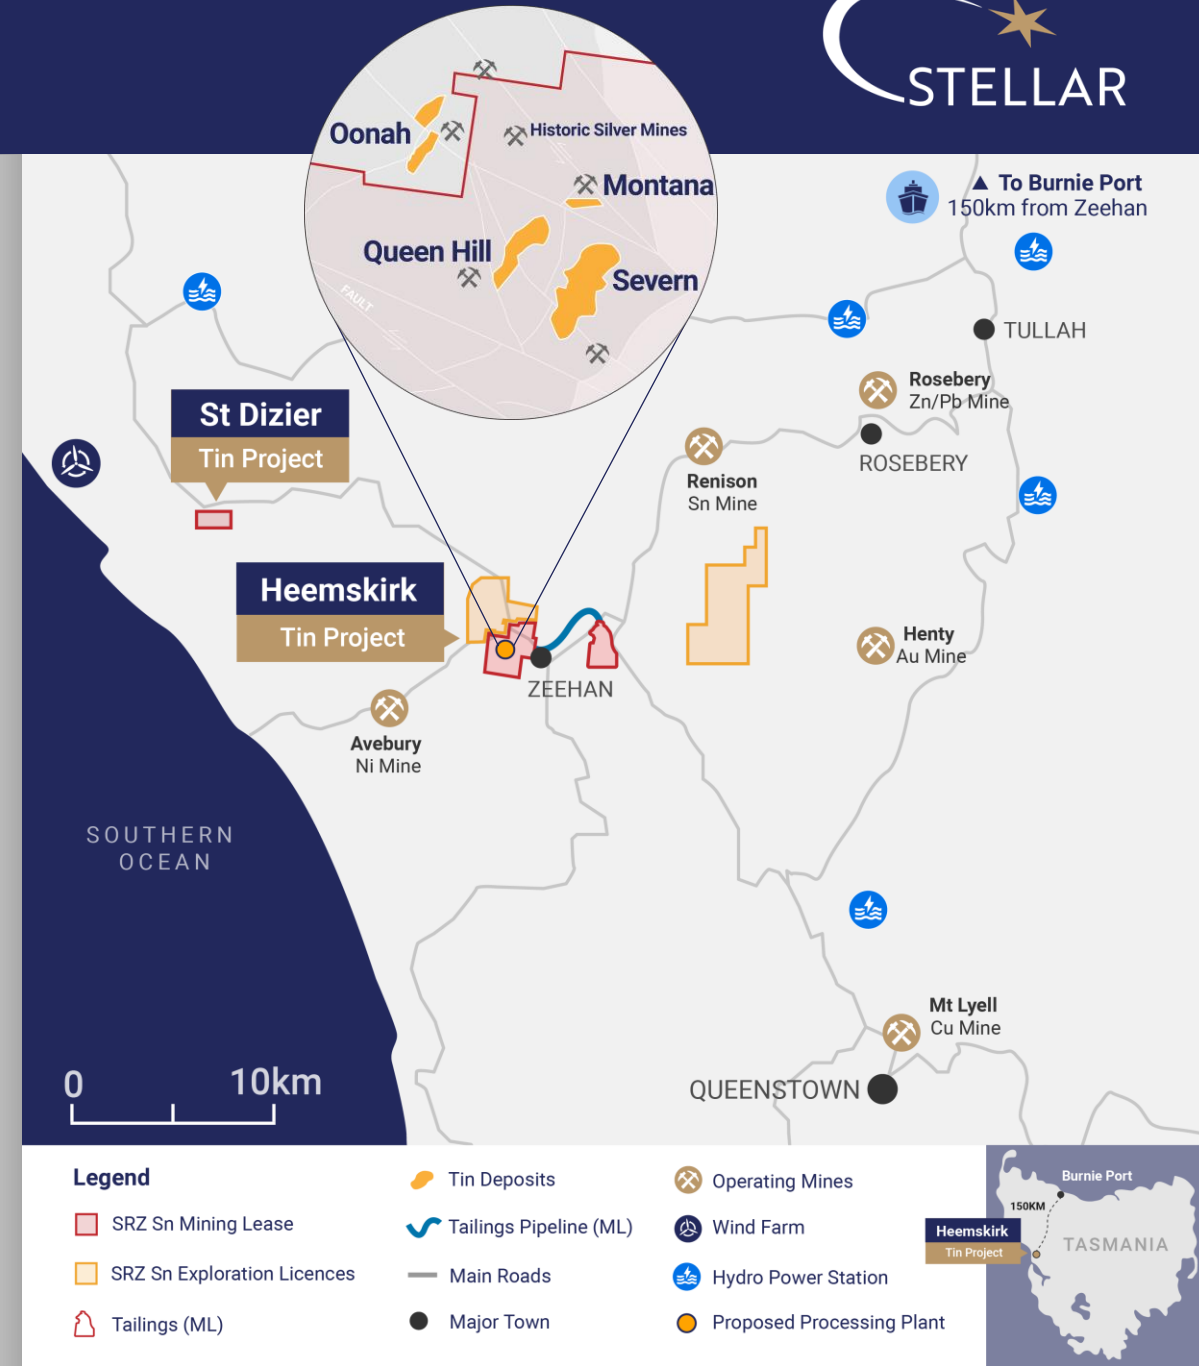 STELLAR
Oonah
Historic Silver Mines
Montana
Queen Hill
Severn
FAULT
▲ To Burnie Port
150km from Zeehan
TULLAH
Rosebery
Zn/Pb Mine
ROSEBERY
St Dizier
Tin Project
Renison
Sn Mine
Heemskirk
Tin Project
ZEEHAN
Henty
Au Mine
Avebury
Ni Mine
SOUTHERN
OCEAN
Mt Lyell
Cu Mine
QUEENSTOWN
0 10km
Legend
SRZ Sn Mining Lease
SRZ Sn Exploration Licences
Tailings (ML)
Tin Deposits
Tailings Pipeline (ML)
Main Roads
Major Town
Operating Mines
Wind Farm
Hydro Power Station
Proposed Processing Plant
Burnie Port
150KM
Heemskirk
Tin Project
TASMANIA